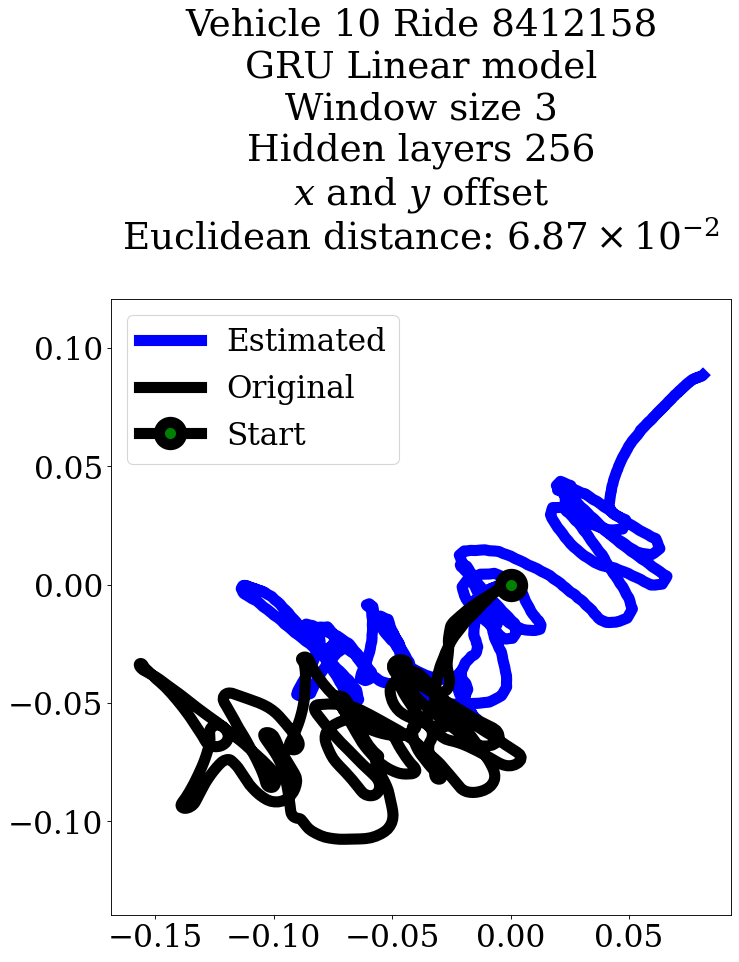 Vehicle 10 Ride 8412158
GRU Linear model
Window size 3
Hidden layers 256
x and y offset
Euclidean distance: 6.87 × 10⁻²
Estimated
Original
Start
0.10
0.05
0.00
−0.05
−0.10
−0.15 −0.10 −0.05 0.00 0.05